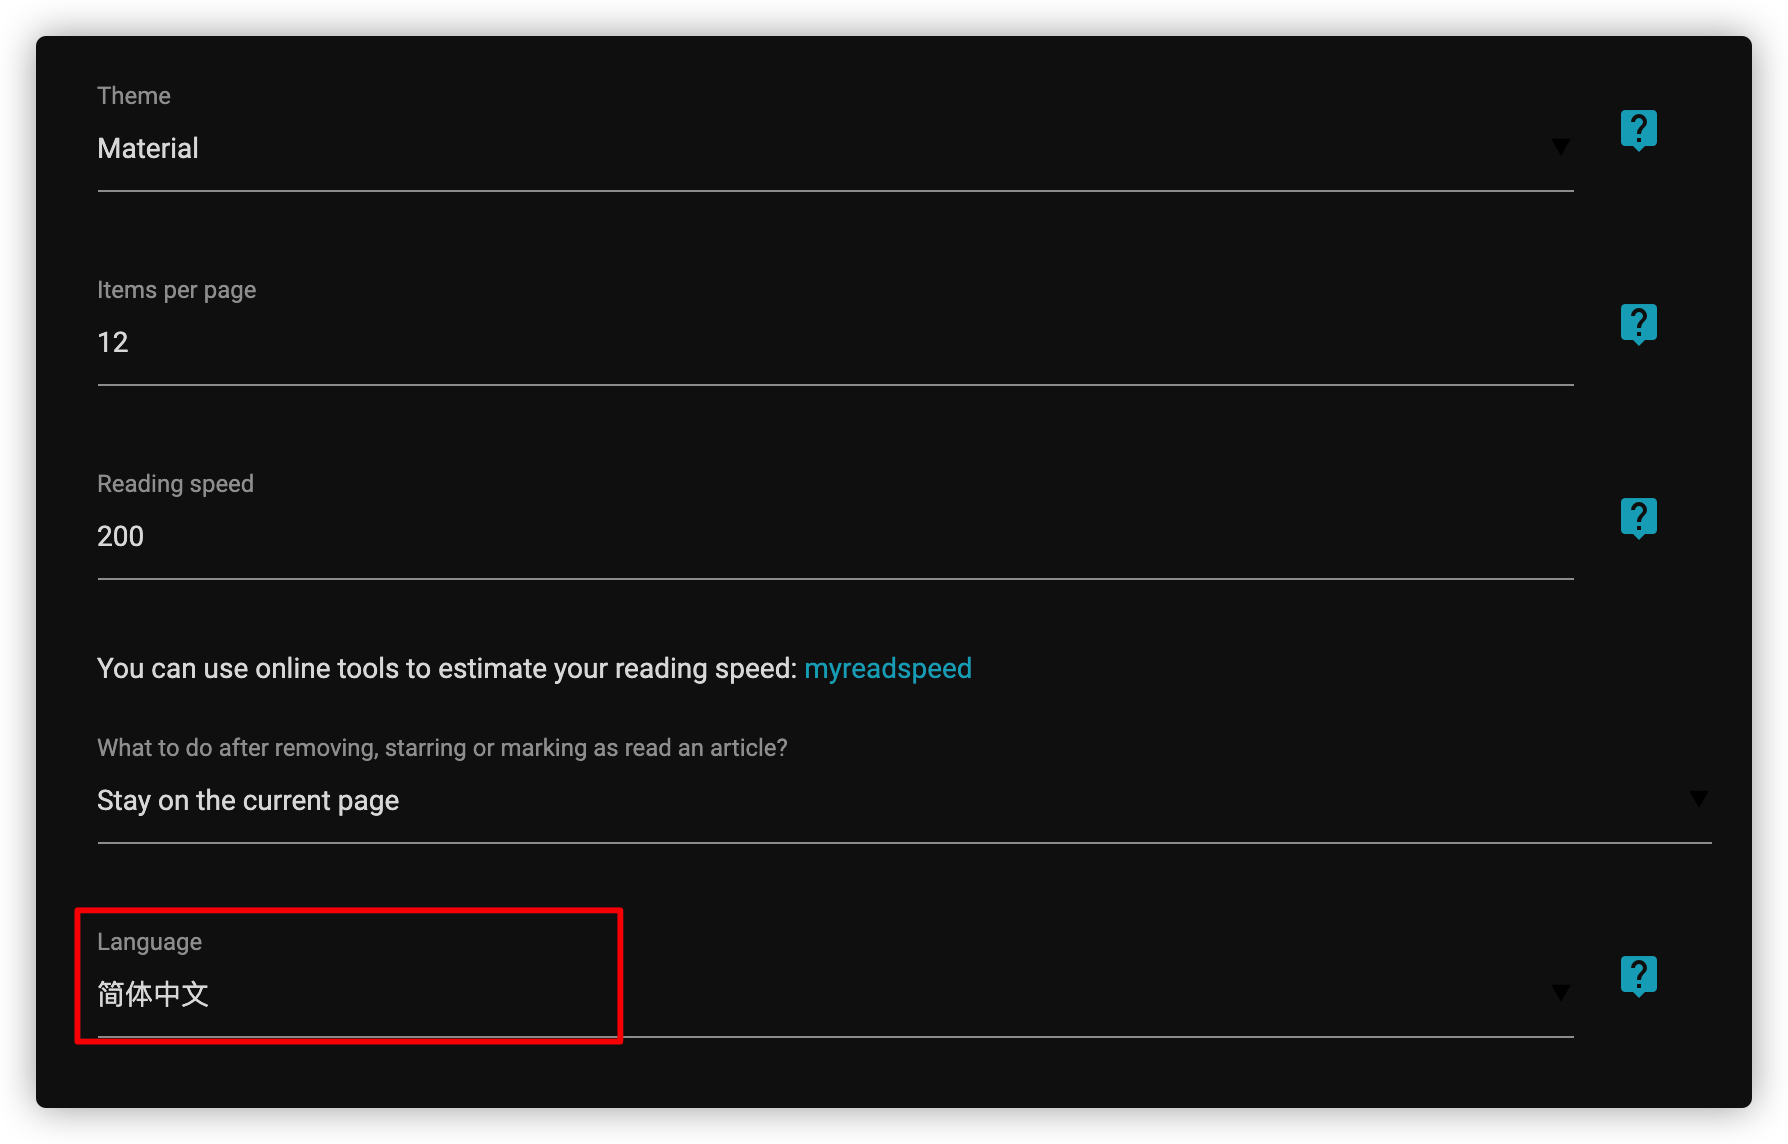 Theme
Material
?
Items per page
12
?
Reading speed
200
?
You can use online tools to estimate your reading speed: myreadspeed
What to do after removing, starring or marking as read an article?
Stay on the current page
Language
简体中文
?